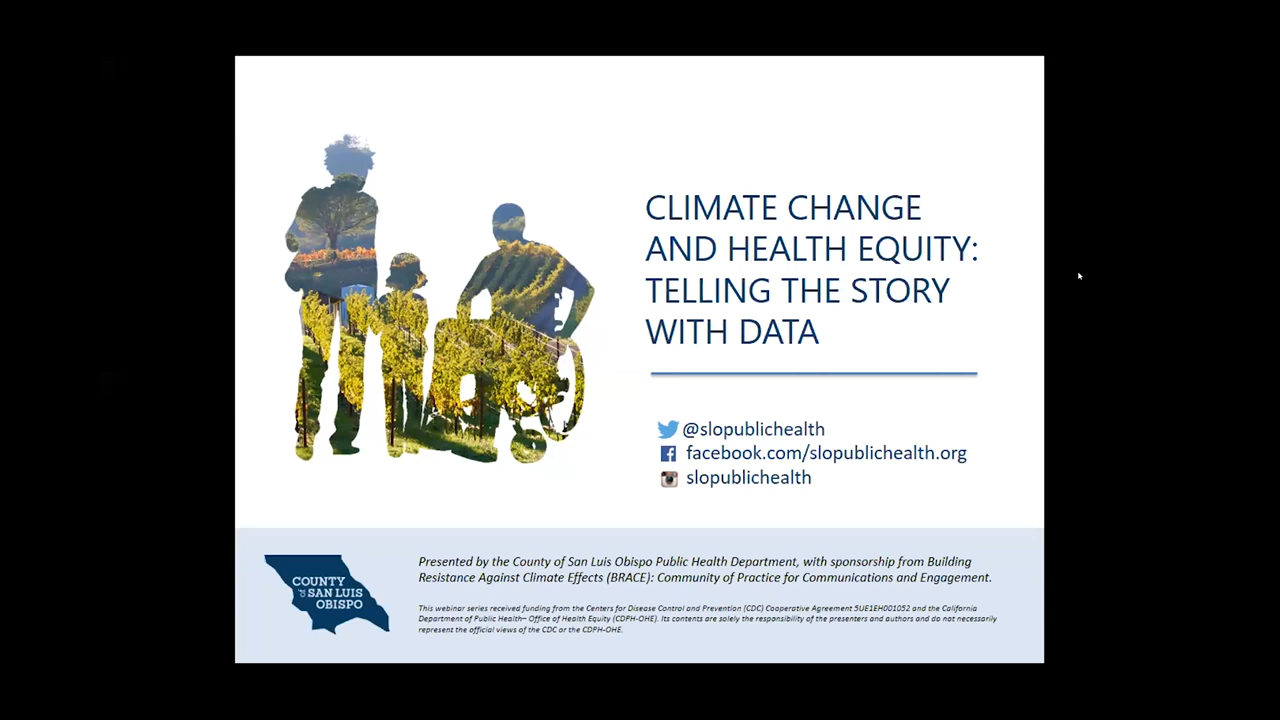 CLIMATE CHANGE
AND HEALTH EQUITY:
TELLING THE STORY
WITH DATA
@slopublichealth
facebook.com/slopublichealth.org
slopublichealth
COUNTY
OF SAN LUIS
OBISPO
Presented by the County of San Luis Obispo Public Health Department, with sponsorship from Building
Resistance Against Climate Effects (BRACE): Community of Practice for Communications and Engagement.
This webinar series received funding from the Centers for Disease Control and Prevention (CDC) Cooperative Agreement 5UE1EH001052 and the California
Department of Public Health– Office of Health Equity (CDPH-OHE). Its contents are solely the responsibility of the presenters and authors and do not necessarily
represent the official views of the CDC or the CDPH-OHE.